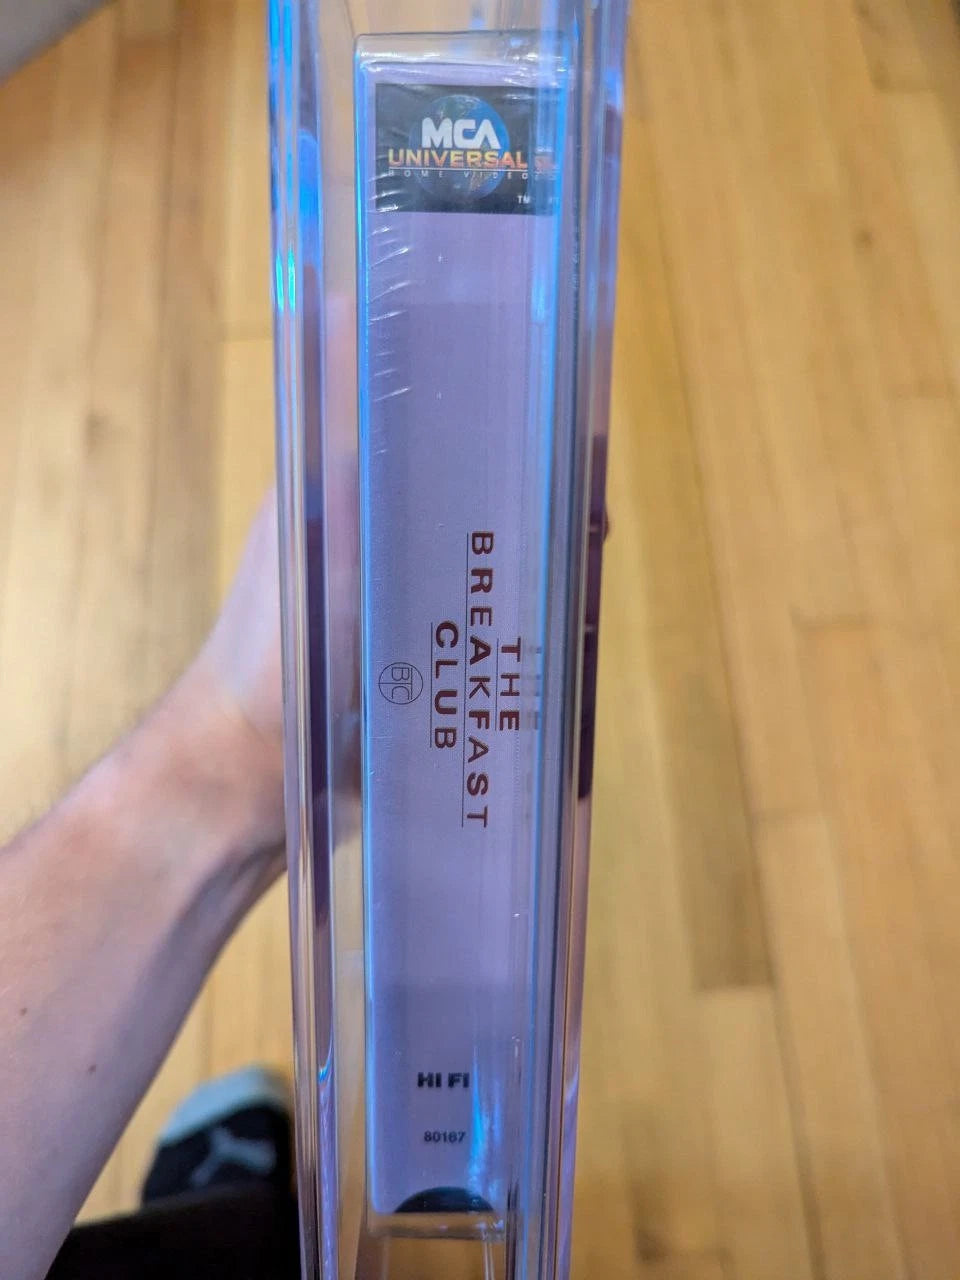 MCA
UNIVERSAL
HOME VIDEO
TM
THE
BREAKFAST
CLUB
BC
HI FI
80167